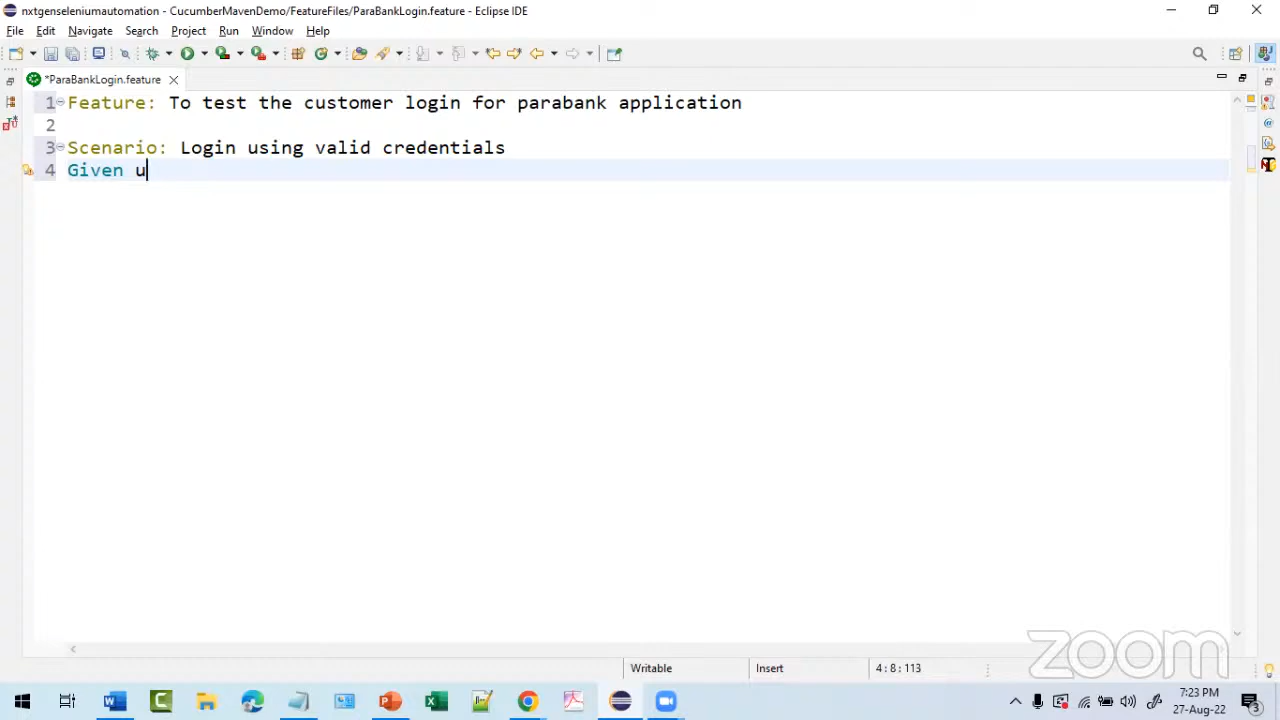 nxtgenseleniumautomation - CucumberMavenDemo/FeatureFiles/ParaBankLogin.feature - Eclipse IDE
File Edit Navigate Search Project Run Window Help
*ParaBankLogin.feature
1 Feature: To test the customer login for parabank application
2
3 Scenario: Login using valid credentials
4 Given u
Writable Insert 4 : 8 : 113
zoom
7:23 PM
27-Aug-22
3